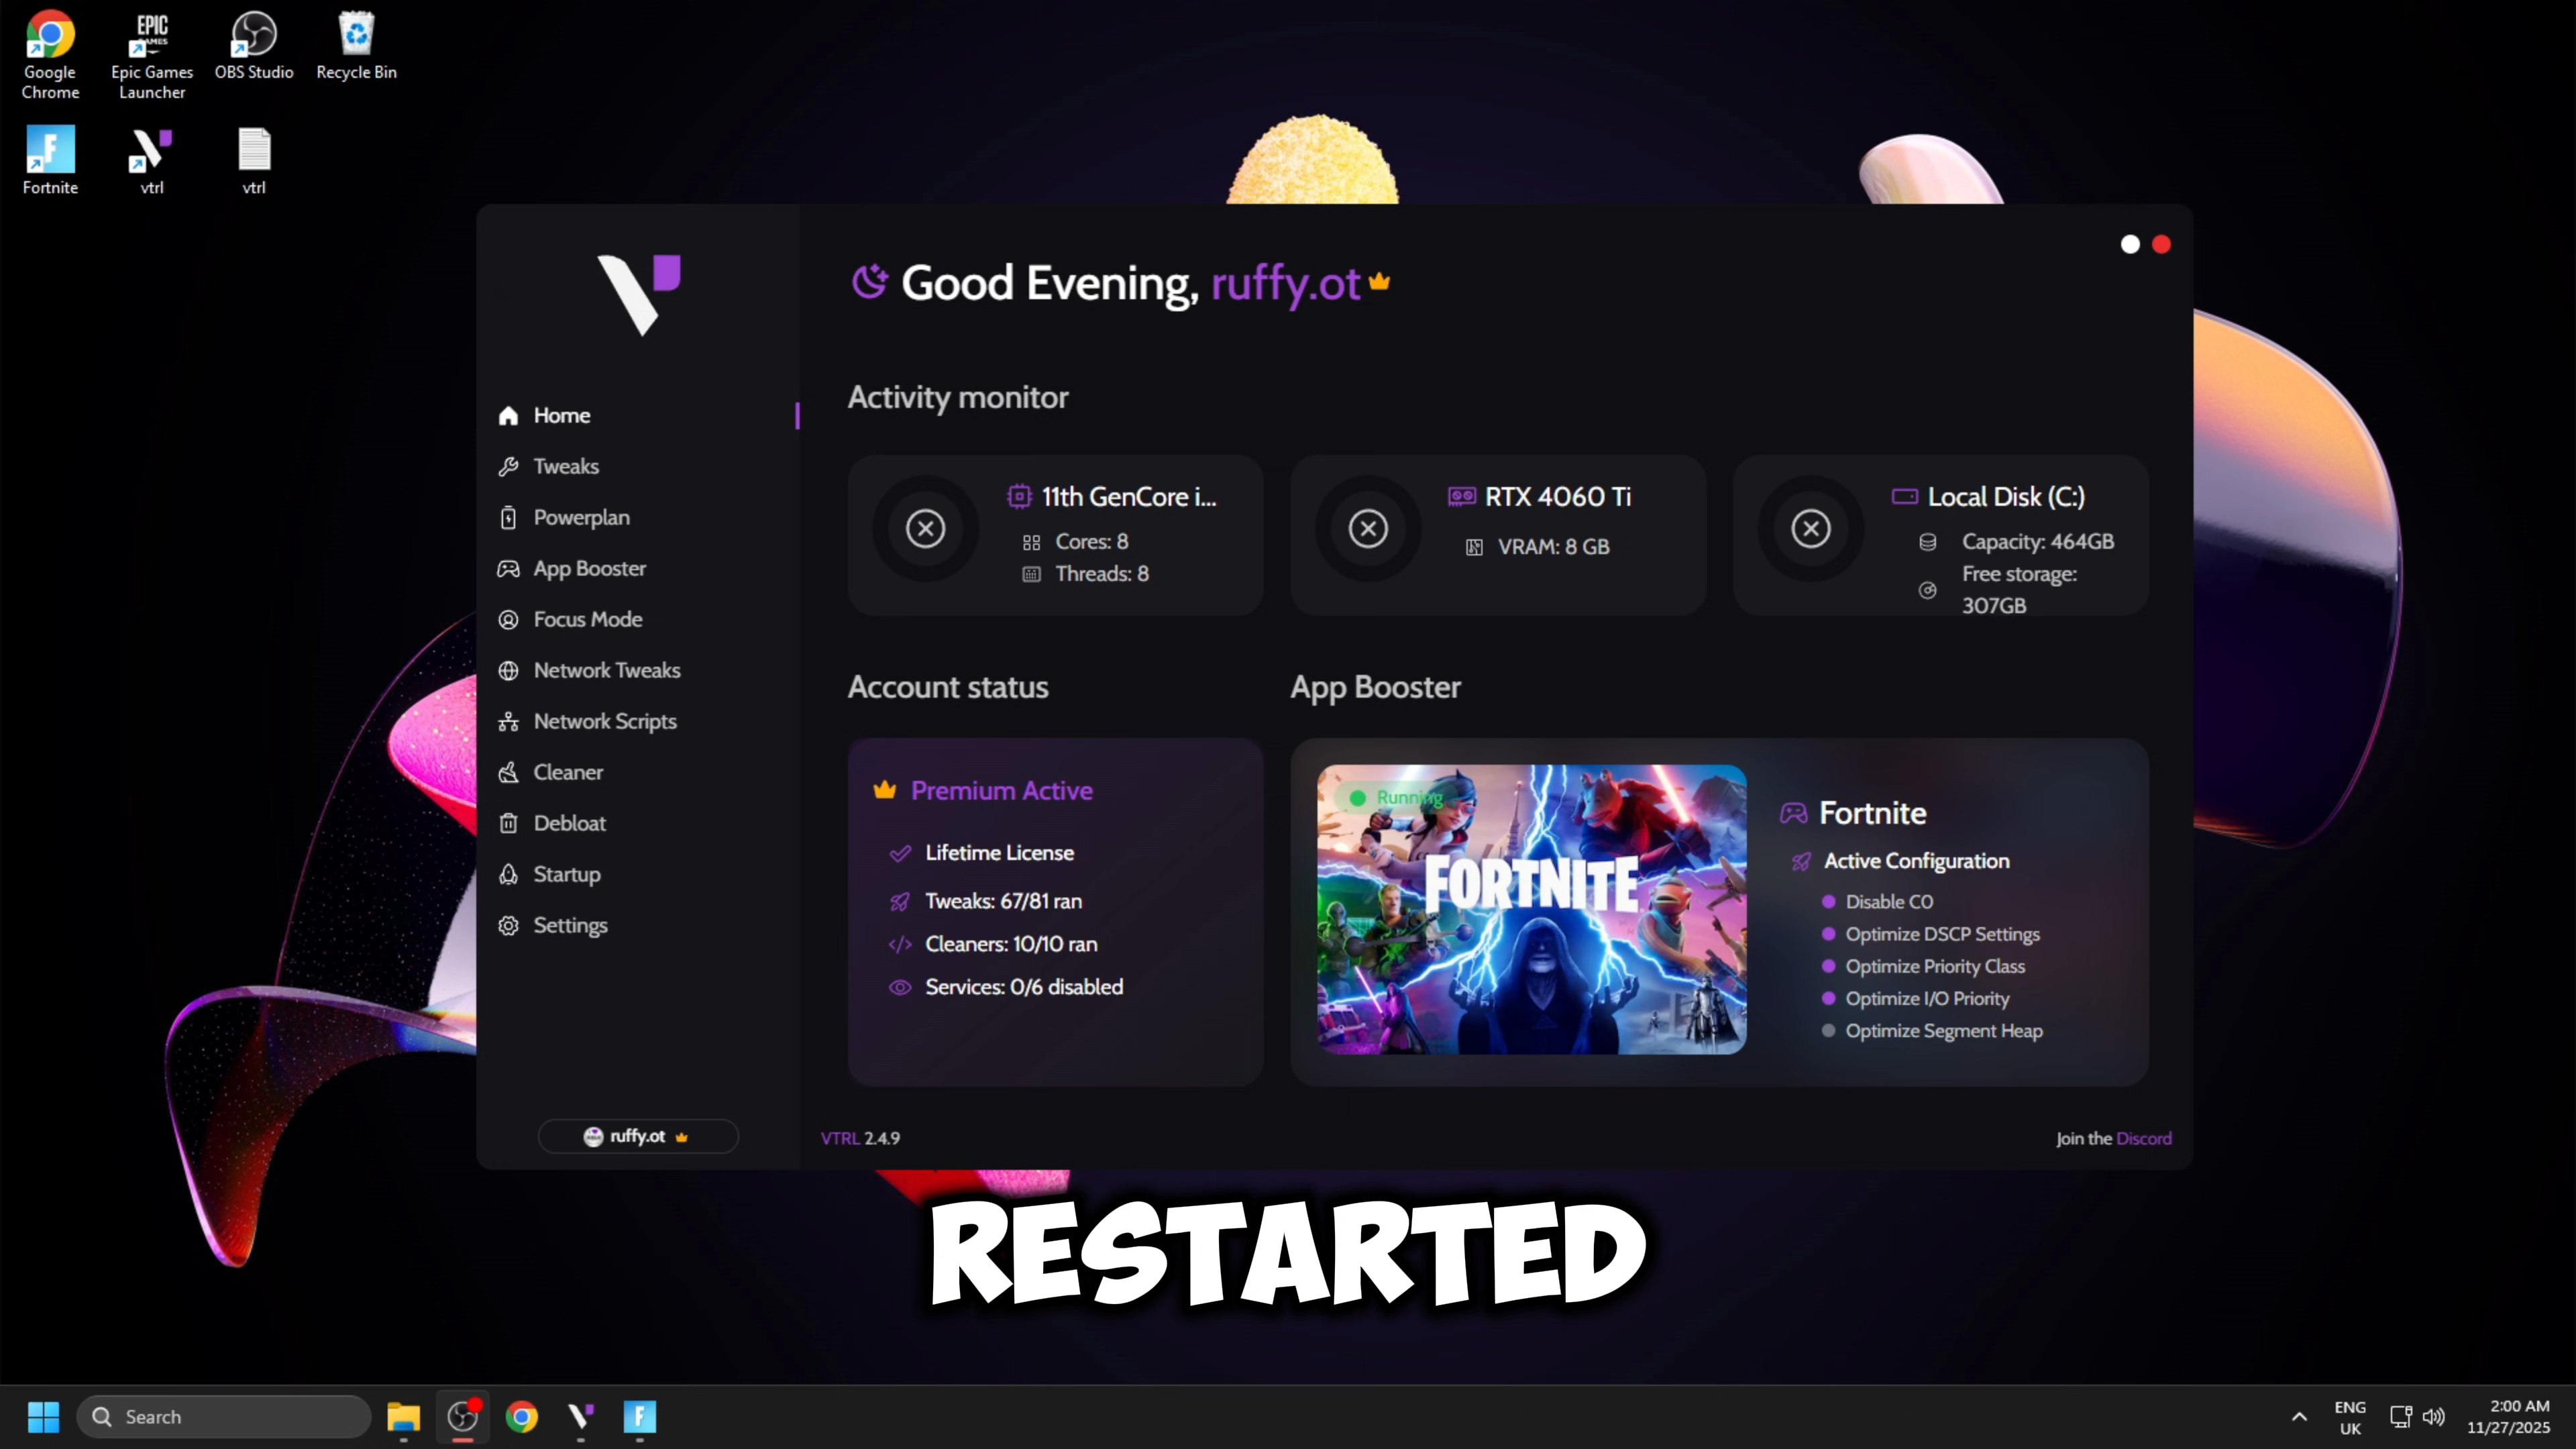 Google
Chrome
EPIC
GAMES
Epic Games
Launcher
OBS Studio
Recycle Bin
F
Fortnite
vtrl
vtrl
Good Evening, ruffy.ot
Home
Tweaks
Powerplan
App Booster
Focus Mode
Network Tweaks
Network Scripts
Cleaner
Debloat
Startup
Settings
ruffy.ot
Activity monitor
11th GenCore i...
Cores: 8
Threads: 8
RTX 4060 Ti
VRAM: 8 GB
Local Disk (C:)
Capacity: 464GB
Free storage:
307GB
Account status
Premium Active
Lifetime License
Tweaks: 67/81 ran
Cleaners: 10/10 ran
Services: 0/6 disabled
App Booster
Running
FORTNITE
Fortnite
Active Configuration
Disable C0
Optimize DSCP Settings
Optimize Priority Class
Optimize I/O Priority
Optimize Segment Heap
VTRL 2.4.9
Join the Discord
RESTARTED
Search
F
ENG
UK
2:00 AM
11/27/2025